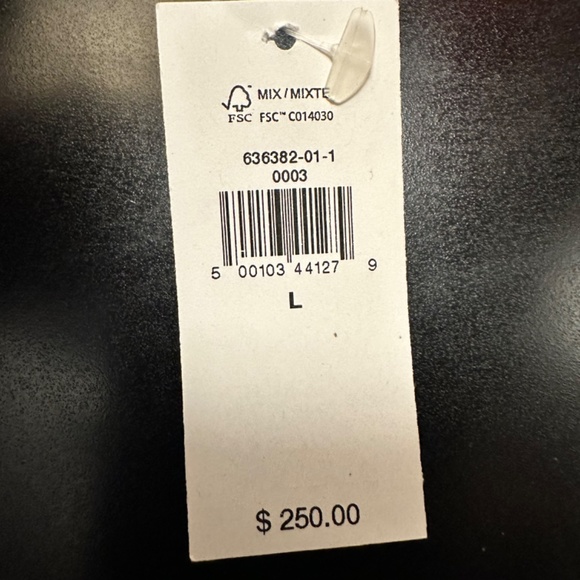 MIX/MIXTE
FSC FSC™ C014030
636382-01-1
0003
5 00103 44127 9
L
$ 250.00